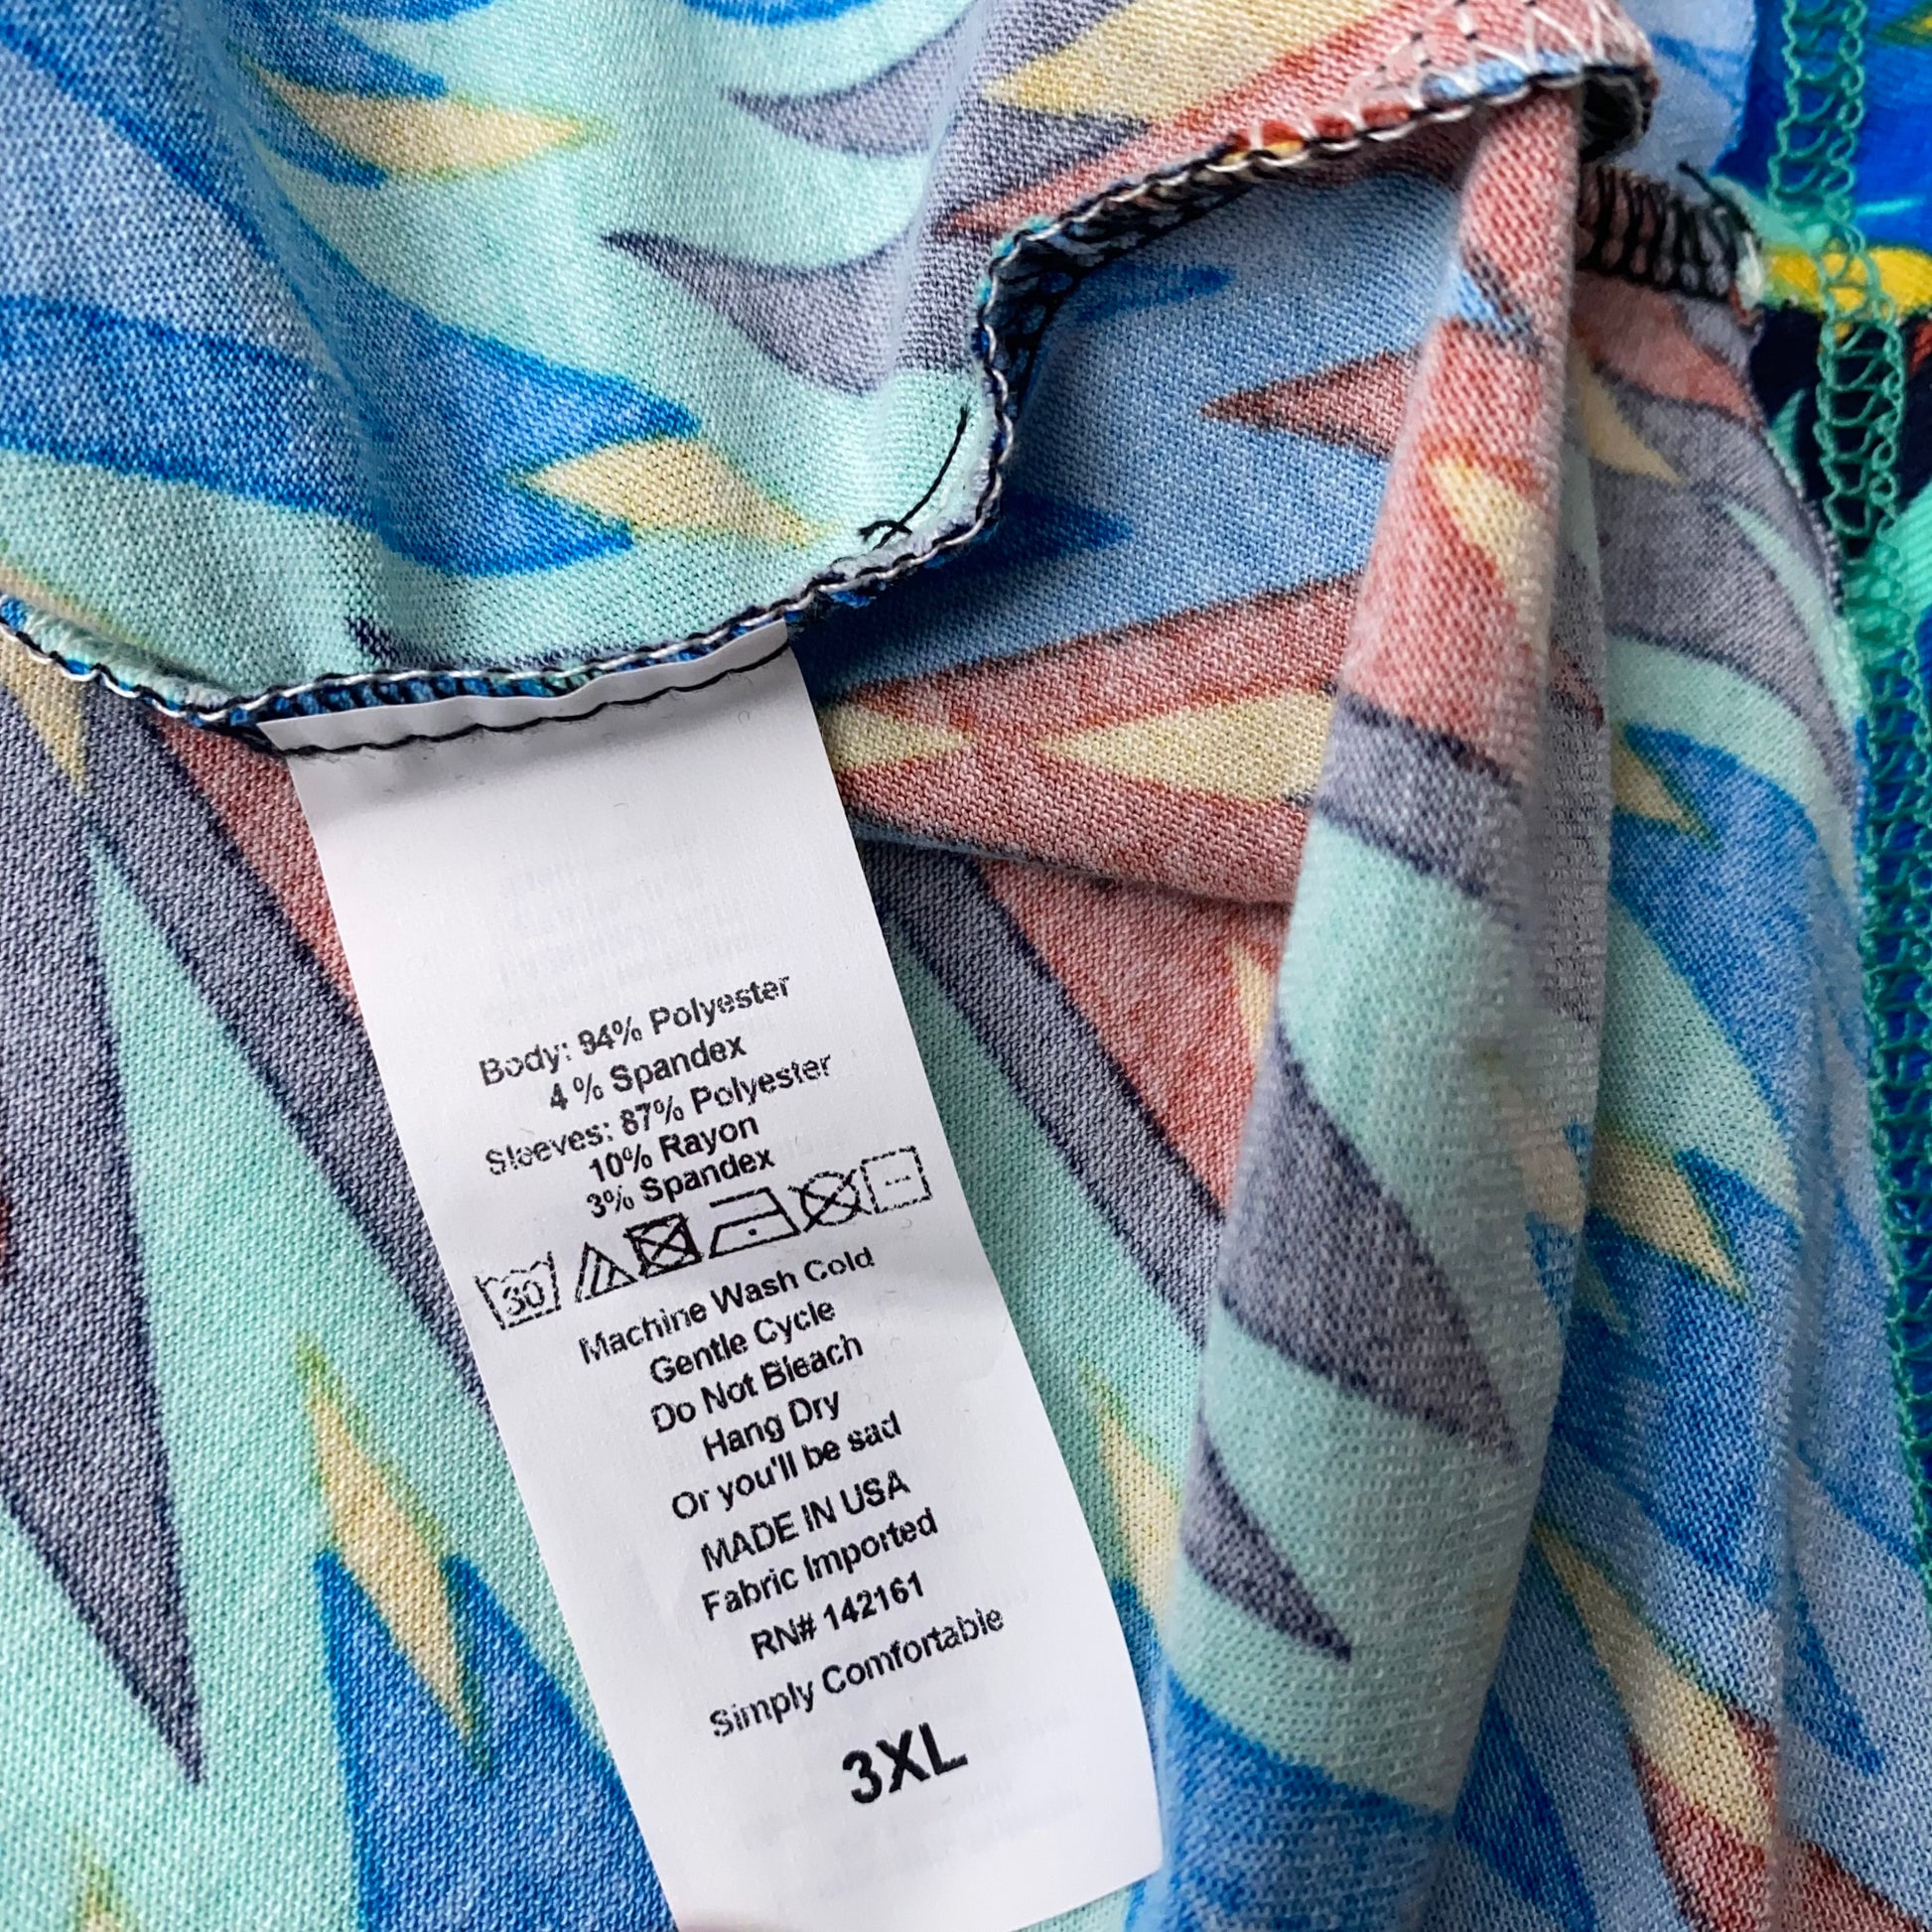 Body: 94% Polyester
4% Spandex
Sleeves: 87% Polyester
10% Rayon
3% Spandex
30
Machine Wash Cold
Gentle Cycle
Do Not Bleach
Hang Dry
Or you'll be sad
MADE IN USA
Fabric Imported
RN# 142161
Simply Comfortable
3XL